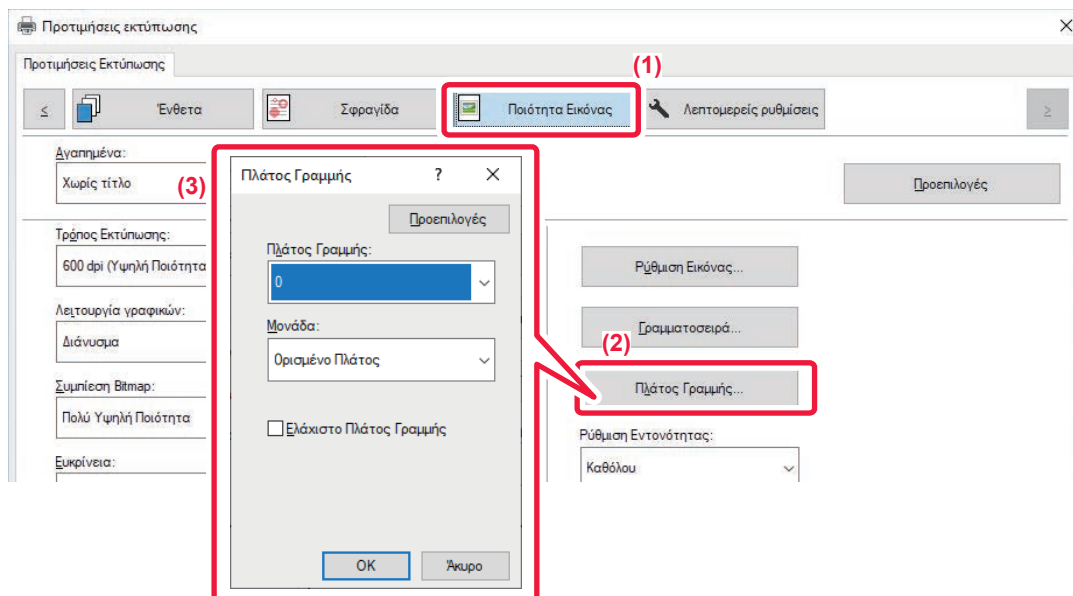 Προτιμήσεις εκτύπωσης
Προτιμήσεις Εκτύπωσης
(1)
≤ Ένθετα Σφραγίδα Ποιότητα Εικόνας Λεπτομερείς ρυθμίσεις ≥
Αγαπημένα:
Χωρίς τίτλο
(3)
Προεπιλογές
Τρόπος Εκτύπωσης:
600 dpi (Υψηλή Ποιότητα
Λειτουργία γραφικών:
Διάνυσμα
Συμπίεση Bitmap:
Πολύ Υψηλή Ποιότητα
Ευκρίνεια:
Πλάτος Γραμμής ?
Προεπιλογές
Πλάτος Γραμμής:
0
Μονάδα:
Ορισμένο Πλάτος
Ελάχιστο Πλάτος Γραμμής
OK Άκυρο
Ρύθμιση Εικόνας...
Γραμματοσειρά...
(2)
Πλάτος Γραμμής...
Ρύθμιση Εντονότητας:
Καθόλου